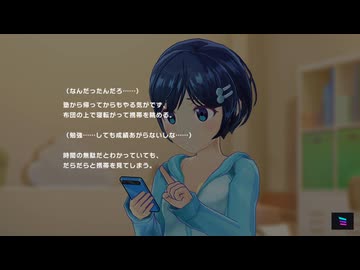 （なんだったんだろ……）
塾から帰ってからもやる気がでず。
布団の上で寝転がって携帯を眺める。
（勉強……しても成績あがらないしな……）
時間の無駄だとわかっていても、
だらだらと携帯を見てしまう。